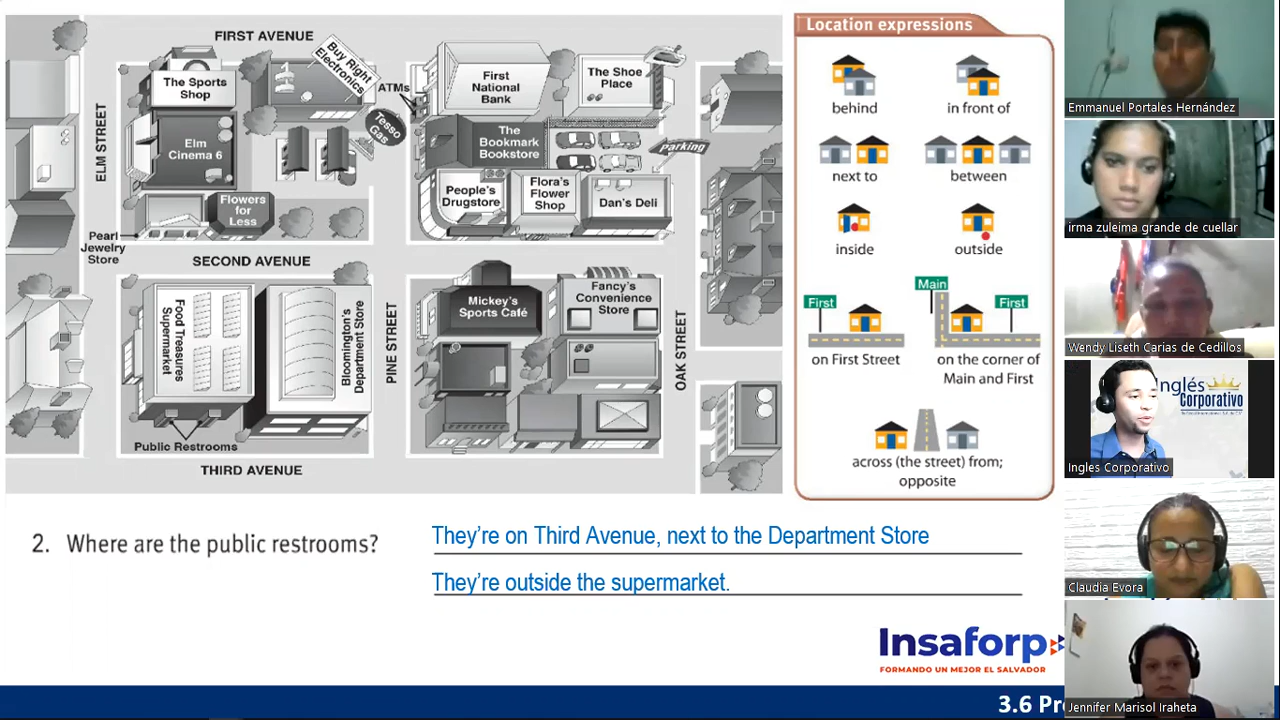 FIRST AVENUE
The Sports
Shop
Buy Right
Electronics
ATMs
First
National
Bank
The Shoe
Place
ELM STREET
Elm
Cinema 6
Tesso
Gas
The
Bookmark
Bookstore
parking
Flowers
for
Less
People's
Drugstore
Flora's
Flower
Shop
Dan's Deli
Pearl
Jewelry
Store
SECOND AVENUE
Food Treasures
Supermarket
Bloomington's
Department Store
PINE STREET
Mickey's
Sports Café
Fancy's
Convenience
Store
OAK STREET
Public Restrooms
THIRD AVENUE
Location expressions
behind
in front of
next to
between
inside
outside
First
on First Street
Main
First
on the corner of
Main and First
across (the street) from;
opposite
2. Where are the public restrooms?
They're on Third Avenue, next to the Department Store
They're outside the supermarket.
Insaforp
FORMANDO UN MEJOR EL SALVADOR
3.6 Pr
Emmanuel Portales Hernández
irma zuleima grande de cuellar
Wendy Liseth Carías de Cedillos
Inglés
Corporativo
Ingles Corporativo
Claudia Evora
Jennifer Marisol Iraheta